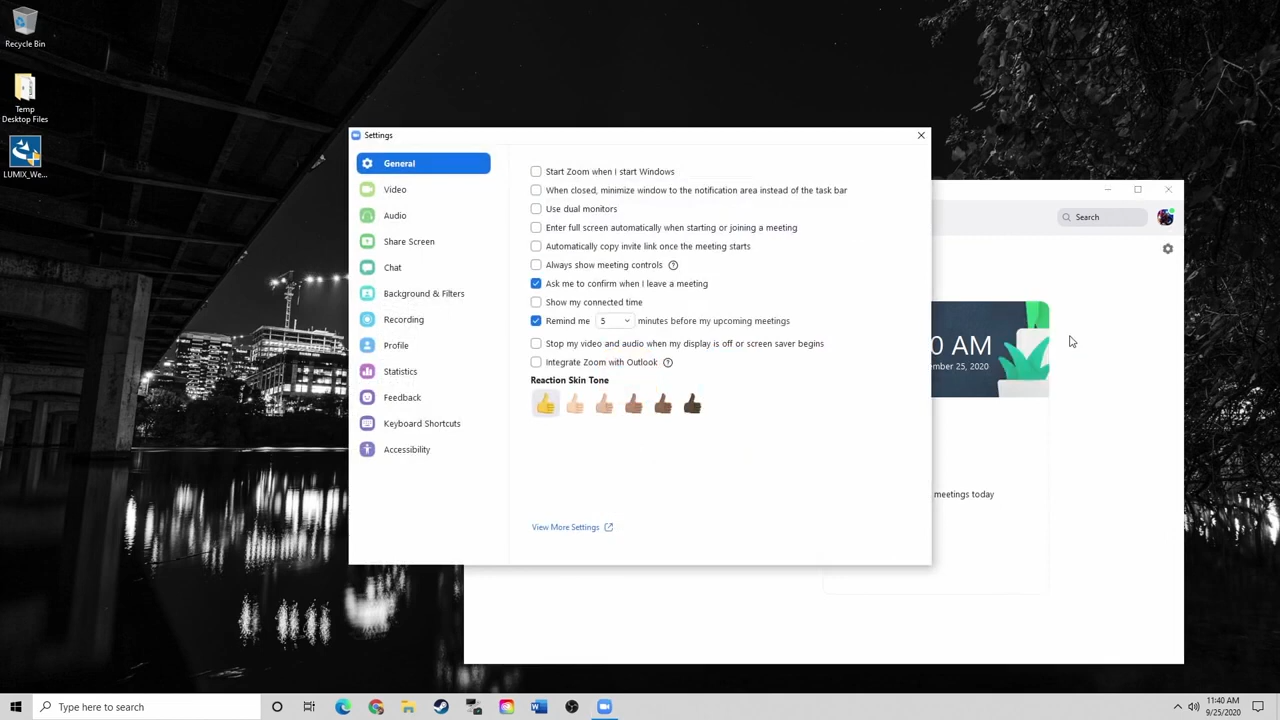 Recycle Bin
Temp
Desktop Files
LUMIX_We...
Settings
General
Video
Audio
Share Screen
Chat
Background & Filters
Recording
Profile
Statistics
Feedback
Keyboard Shortcuts
Accessibility
Start Zoom when I start Windows
When closed, minimize window to the notification area instead of the task bar
Use dual monitors
Enter full screen automatically when starting or joining a meeting
Automatically copy invite link once the meeting starts
Always show meeting controls ?
Ask me to confirm when I leave a meeting
Show my connected time
Remind me 5 minutes before my upcoming meetings
Stop my video and audio when my display is off or screen saver begins
Integrate Zoom with Outlook ?
Reaction Skin Tone
View More Settings
Search
0 AM
ember 25, 2020
meetings today
Type here to search
11:40 AM
9/25/2020